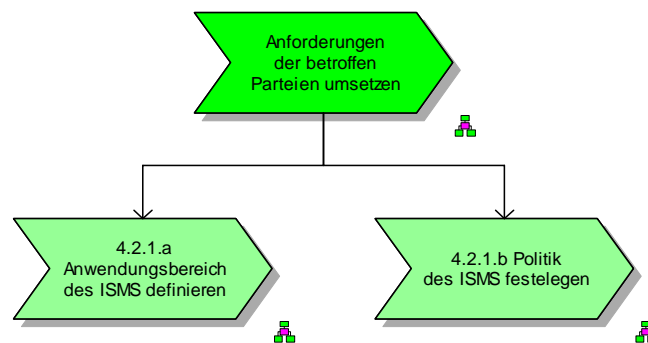 Anforderungen
der betroffen
Parteien umsetzen
4.2.1.a
Anwendungsbereich
des ISMS definieren
4.2.1.b Politik
des ISMS festelegen